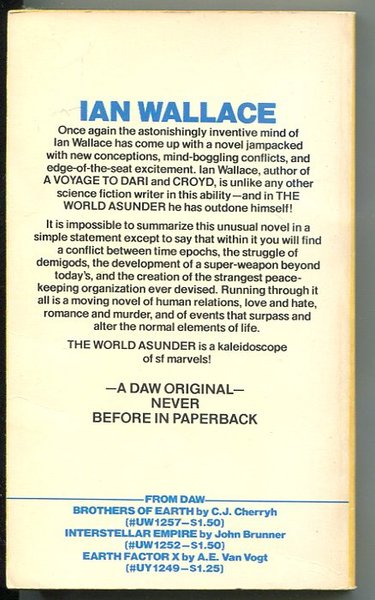 IAN WALLACE
Once again the astonishingly inventive mind of
Ian Wallace has come up with a novel jampacked
with new conceptions, mind-boggling conflicts, and
edge-of-the-seat excitement. Ian Wallace, author of
A VOYAGE TO DARI and CROYD, is unlike any other
science fiction writer in this ability—and in THE
WORLD ASUNDER he has outdone himself!
It is impossible to summarize this unusual novel in a
simple statement except to say that within it you will find
a conflict between time epochs, the struggle of
demigods, the development of a super-weapon beyond
today's, and the creation of the strangest peace-
keeping organization ever devised. Running through it
all is a moving novel of human relations, love and hate,
romance and murder, and of events that surpass and
alter the normal elements of life.
THE WORLD ASUNDER is a kaleidoscope
of sf marvels!
—A DAW ORIGINAL—
NEVER
BEFORE IN PAPERBACK
FROM DAW
BROTHERS OF EARTH by C.J. Cherryh
(#UW1257—$1.50)
INTERSTELLAR EMPIRE by John Brunner
(#UW1252—$1.50)
EARTH FACTOR X by A.E. Van Vogt
(#UY1249—$1.25)